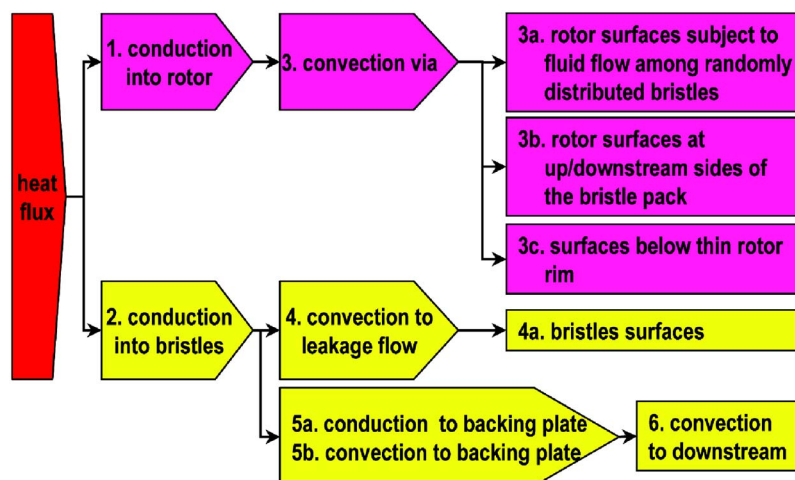 heat
flux
1. conduction
into rotor
3. convection via
3a. rotor surfaces subject to
fluid flow among randomly
distributed bristles
3b. rotor surfaces at
up/downstream sides of
the bristle pack
3c. surfaces below thin rotor
rim
2. conduction
into bristles
4. convection to
leakage flow
4a. bristles surfaces
5a. conduction to backing plate
5b. convection to backing plate
6. convection
to downstream